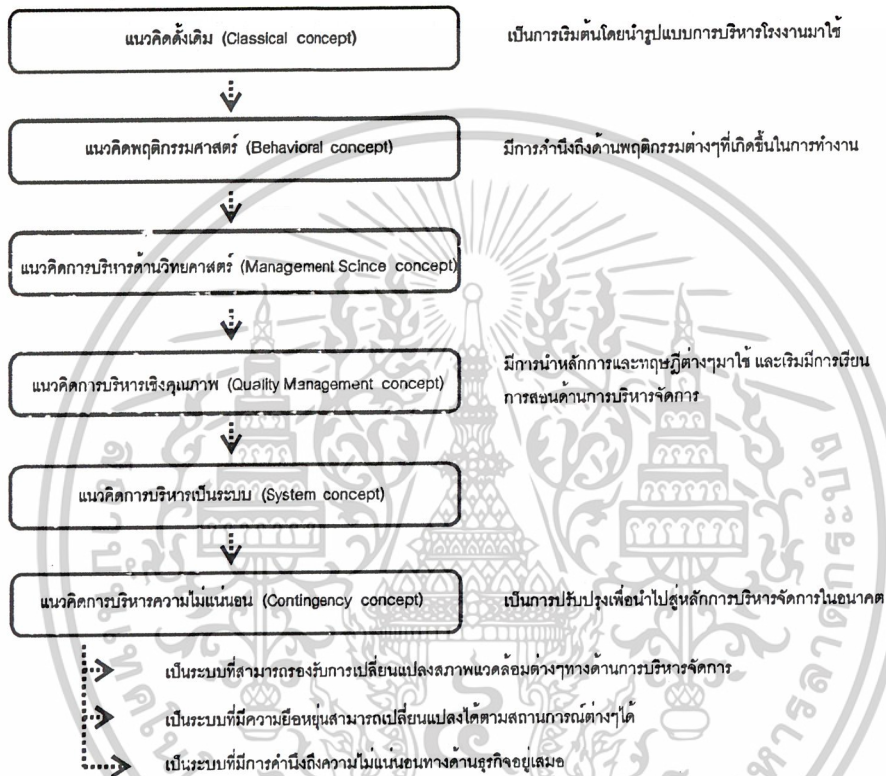 แนวคิดดั้งเดิม (Classical concept)
เป็นการเริ่มต้นโดยนำรูปแบบการบริหารโรงงานมาใช้
แนวคิดพฤติกรรมศาสตร์ (Behavioral concept)
มีการคำนึงถึงด้านพฤติกรรมต่างๆที่เกิดขึ้นในการทำงาน
แนวคิดการบริหารด้านวิทยศาสตร์ (Management Scince concept)
แนวคิดการบริหารเชิงคุณภาพ (Quality Management concept)
มีการนำหลักการและทฤษฎีต่างๆมาใช้ และเริ่มมีการเรียน
การสอนด้านการบริหารจัดการ
แนวคิดการบริหารเป็นระบบ (System concept)
แนวคิดการบริหารความไม่แน่นอน (Contingency concept)
เป็นการปรับปรุงเพื่อนำไปสู่หลักการบริหารจัดการในอนาคต
เป็นระบบที่สามารถรองรับการเปลี่ยนแปลงสภาพแวดล้อมต่างๆทางด้านการบริหารจัดการ
เป็นระบบที่มีความยืดหยุ่นสามารถเปลี่ยนแปลงได้ตามสถานการณ์ต่างๆได้
เป็นระบบที่มีการคำนึงถึงความไม่แน่นอนทางด้านธุรกิจอยู่เสมอ